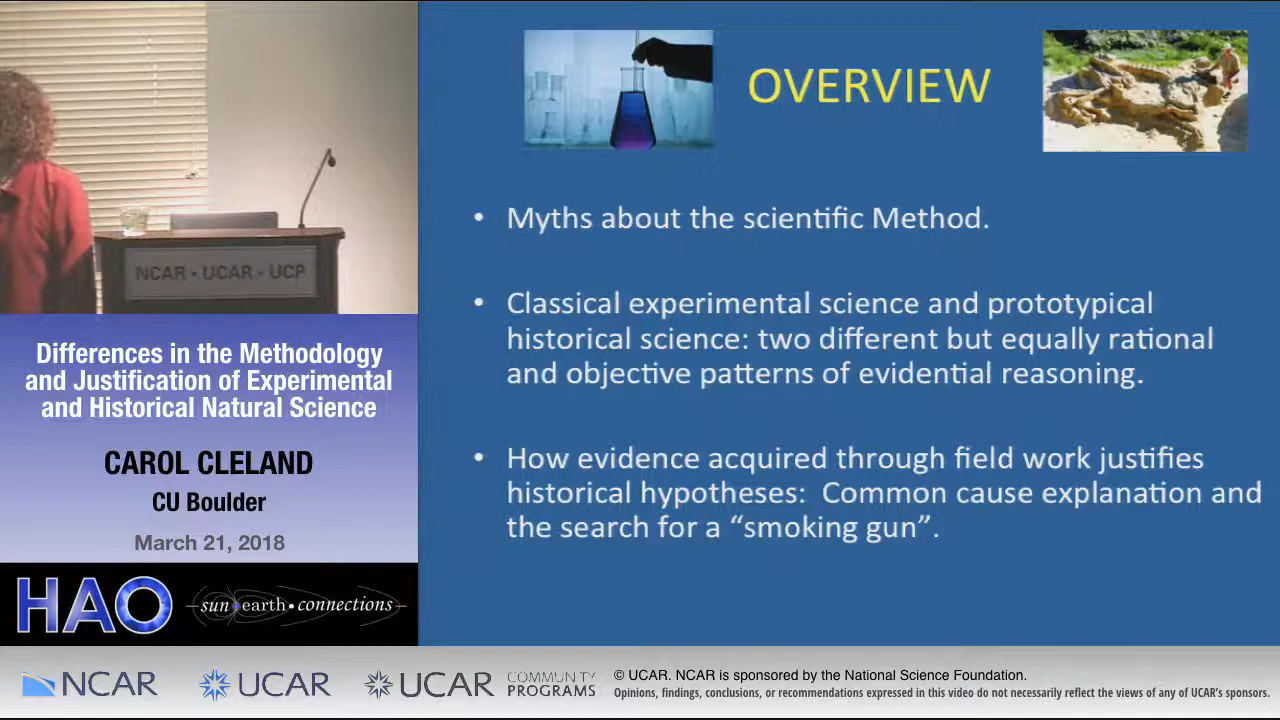 OVERVIEW
• Myths about the scientific Method.
• Classical experimental science and prototypical
historical science: two different but equally rational
and objective patterns of evidential reasoning.
• How evidence acquired through field work justifies
historical hypotheses: Common cause explanation and
the search for a “smoking gun”.
NCAR • UCAR - UCP
Differences in the Methodology
and Justification of Experimental
and Historical Natural Science
CAROL CLELAND
CU Boulder
March 21, 2018
HAO
sun•earth•connections
NCAR
UCAR
UCAR
COMMUNITY
PROGRAMS
© UCAR. NCAR is sponsored by the National Science Foundation.
Opinions, findings, conclusions, or recommendations expressed in this video do not necessarily reflect the views of any of UCAR's sponsors.